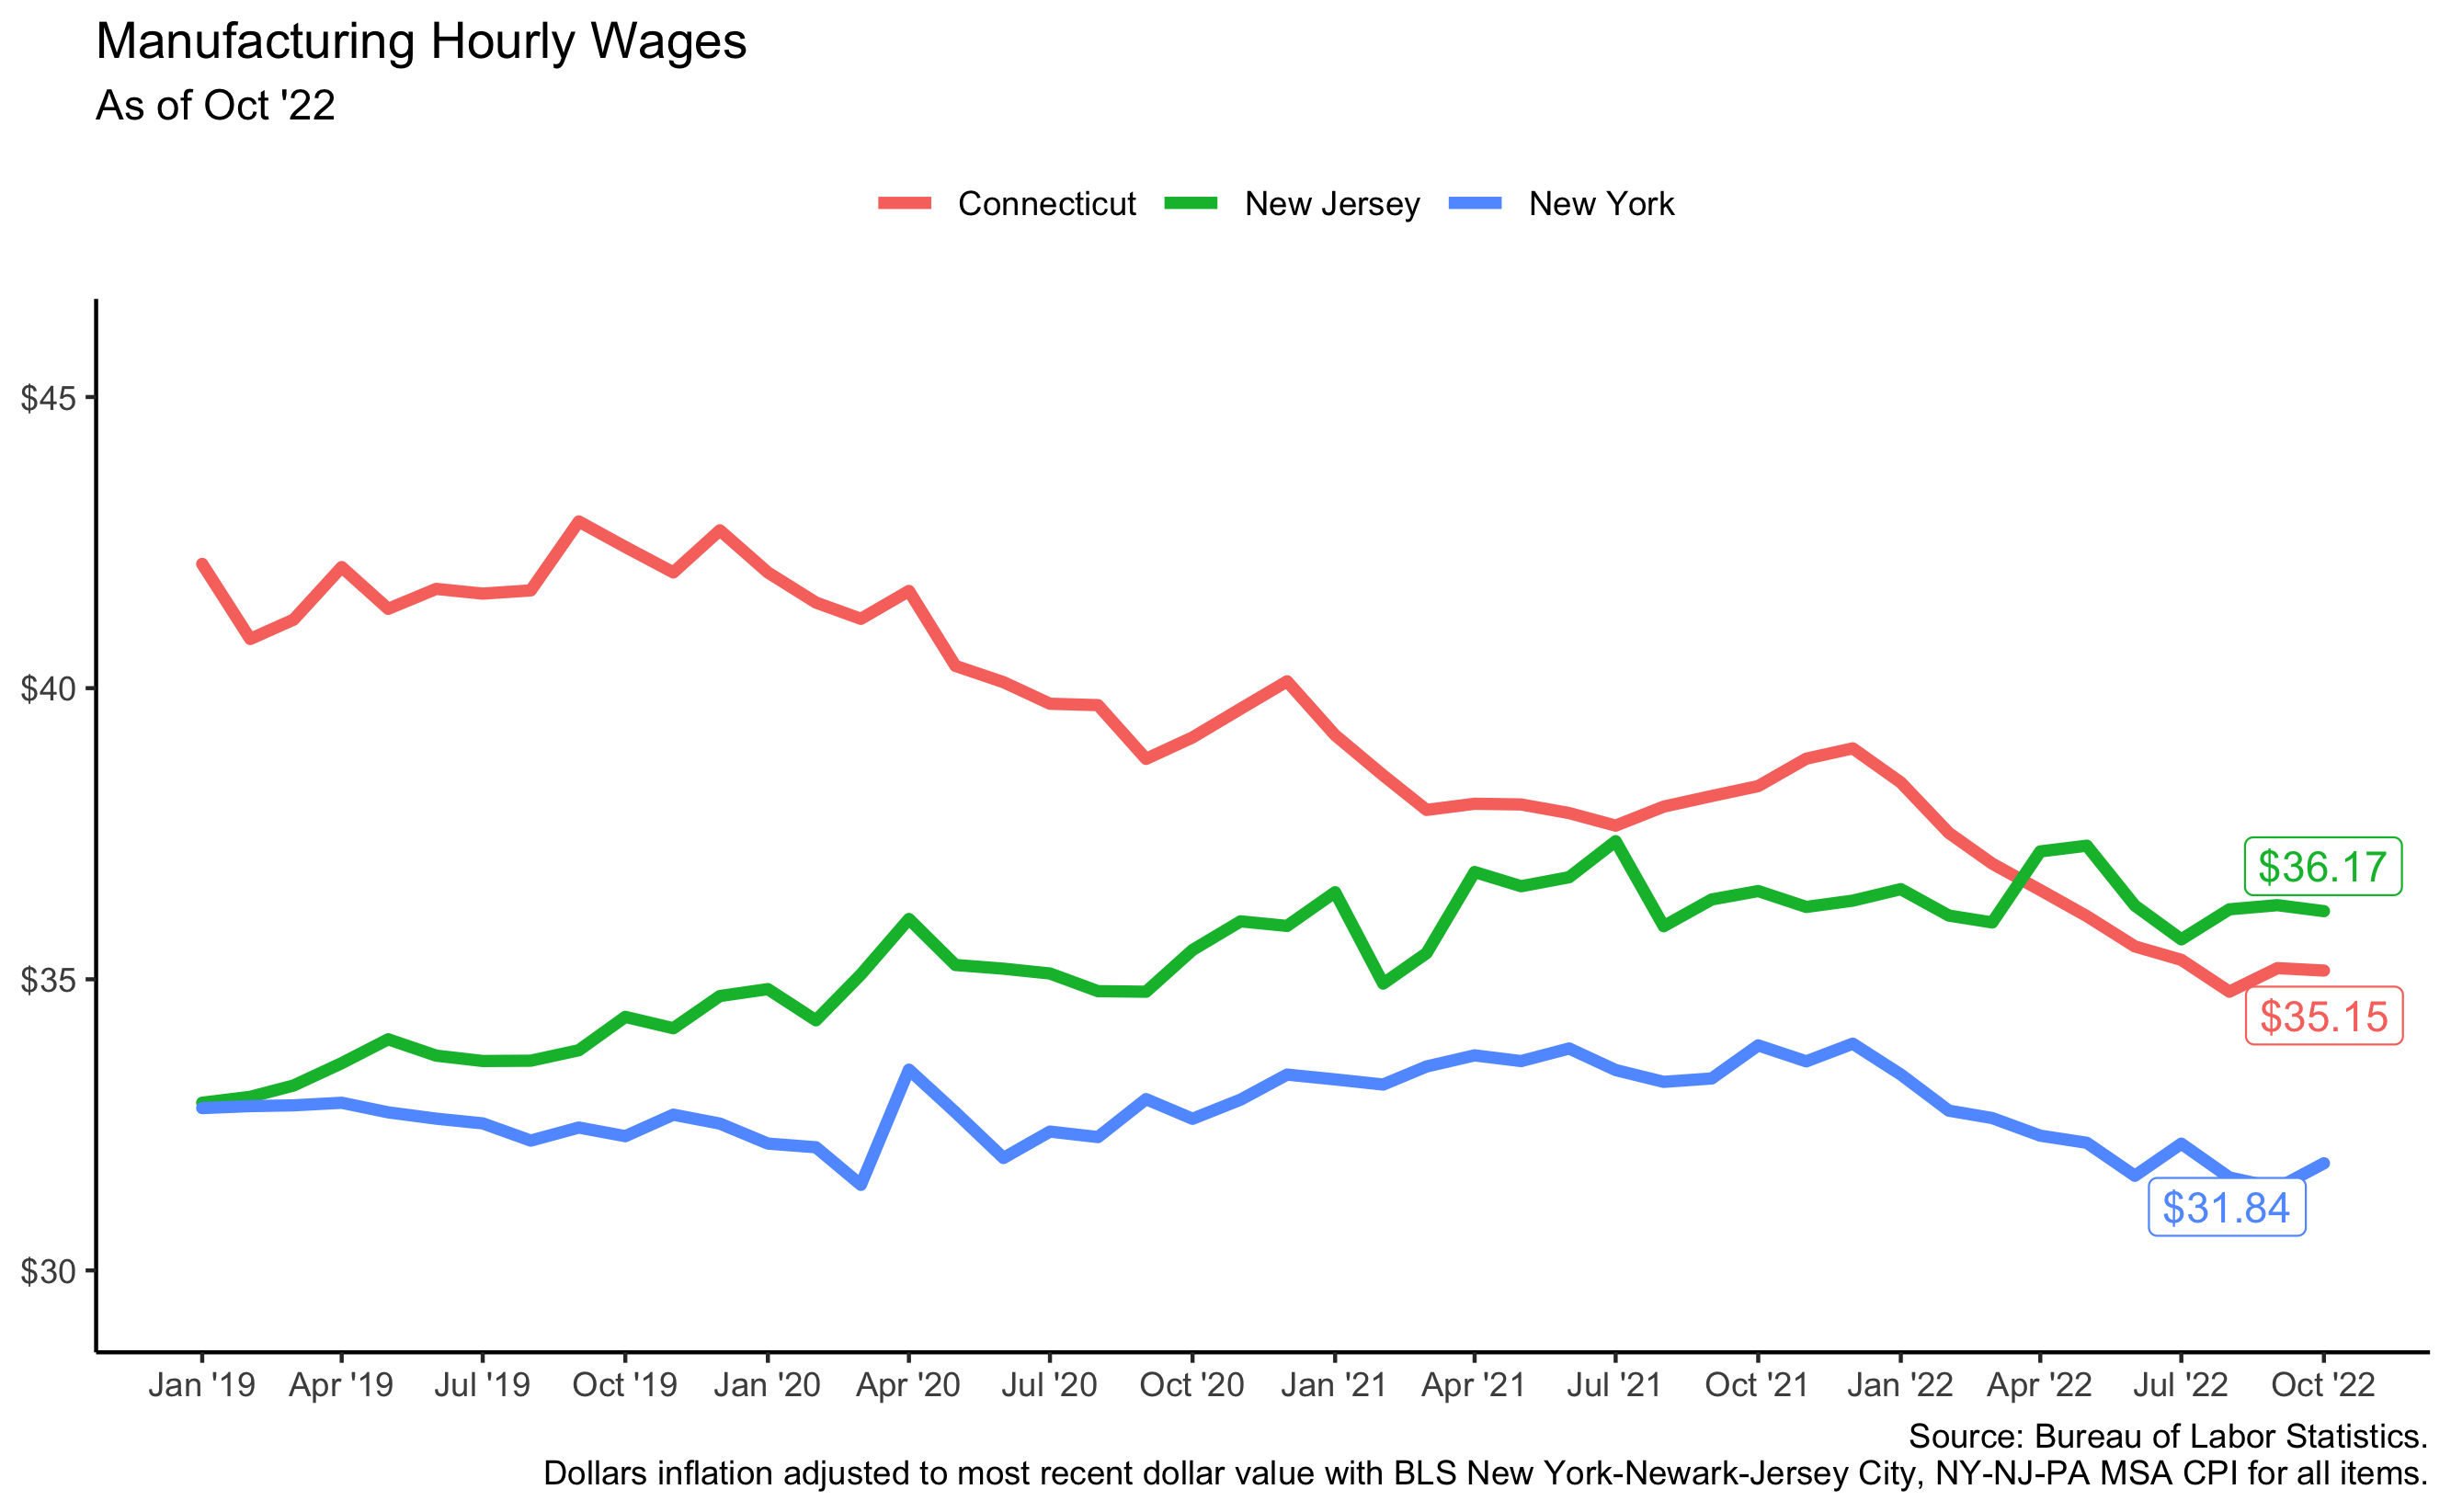 Manufacturing Hourly Wages
As of Oct '22
Connecticut New Jersey New York
$45
$40
$35
$30
$36.17
$35.15
$31.84
Jan '19 Apr '19 Jul '19 Oct '19 Jan '20 Apr '20 Jul '20 Oct '20 Jan '21 Apr '21 Jul '21 Oct '21 Jan '22 Apr '22 Jul '22 Oct '22
Source: Bureau of Labor Statistics.
Dollars inflation adjusted to most recent dollar value with BLS New York-Newark-Jersey City, NY-NJ-PA MSA CPI for all items.